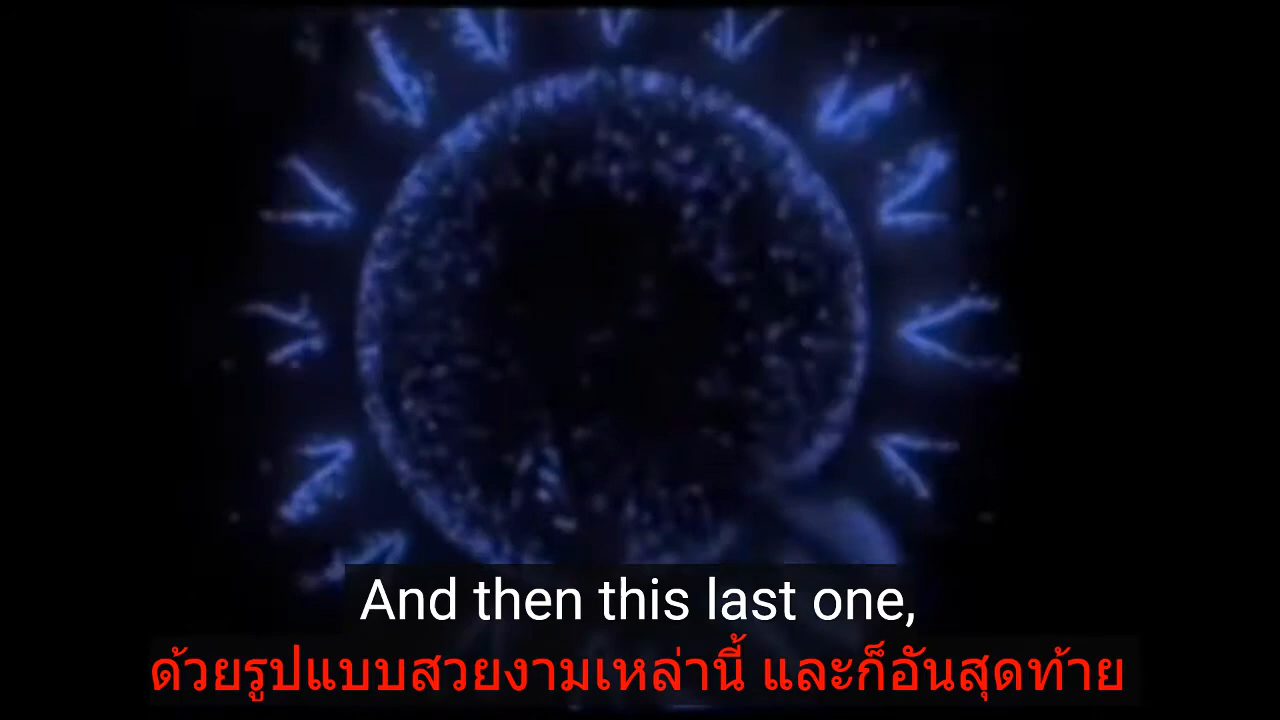 And then this last one,
ด้วยรูปแบบสวยงามเหล่านี้ และก็อันสุดท้าย